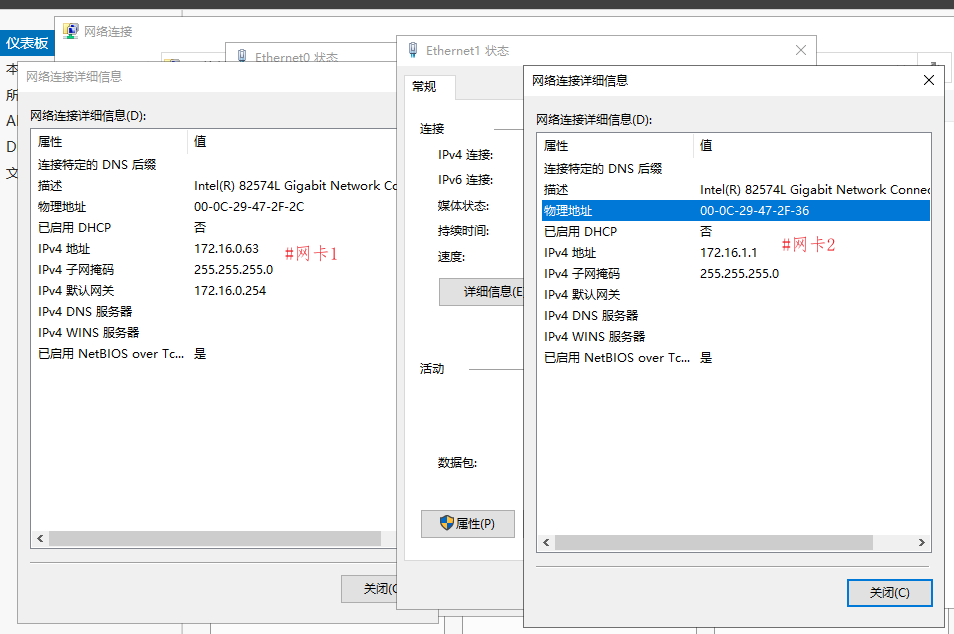 网络连接
仪表板
Ethernet0 状态
Ethernet1 状态
网络连接详细信息
网络连接详细信息(D):
属性 值
连接特定的 DNS 后缀
描述 Intel(R) 82574L Gigabit Network Co
物理地址 00-0C-29-47-2F-2C
已启用 DHCP 否
IPv4 地址 172.16.0.63
#网卡1
IPv4 子网掩码 255.255.255.0
IPv4 默认网关 172.16.0.254
IPv4 DNS 服务器
IPv4 WINS 服务器
已启用 NetBIOS over Tc... 是
关闭(C
常规
连接
IPv4 连接:
IPv6 连接:
媒体状态:
持续时间:
速度:
详细信息(E
活动
数据包:
属性(P)
网络连接详细信息
网络连接详细信息(D):
属性 值
连接特定的 DNS 后缀
描述 Intel(R) 82574L Gigabit Network Connec
物理地址 00-0C-29-47-2F-36
已启用 DHCP 否
IPv4 地址 172.16.1.1
#网卡2
IPv4 子网掩码 255.255.255.0
IPv4 默认网关
IPv4 DNS 服务器
IPv4 WINS 服务器
已启用 NetBIOS over Tc... 是
关闭(C)